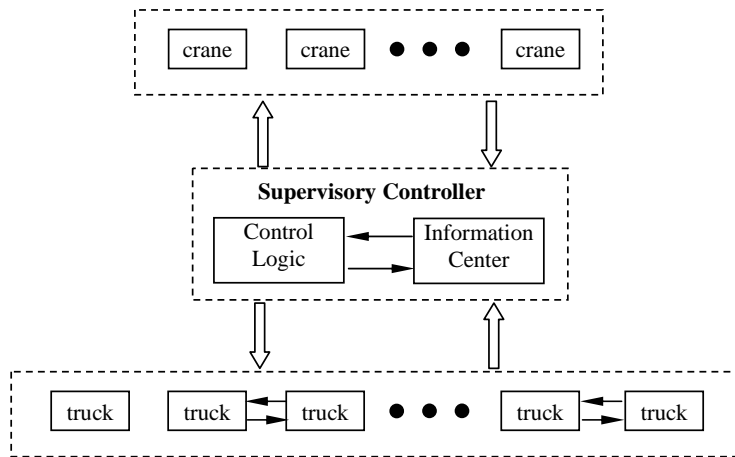 crane crane crane
Supervisory Controller
Control Information
Logic Center
truck truck truck truck truck